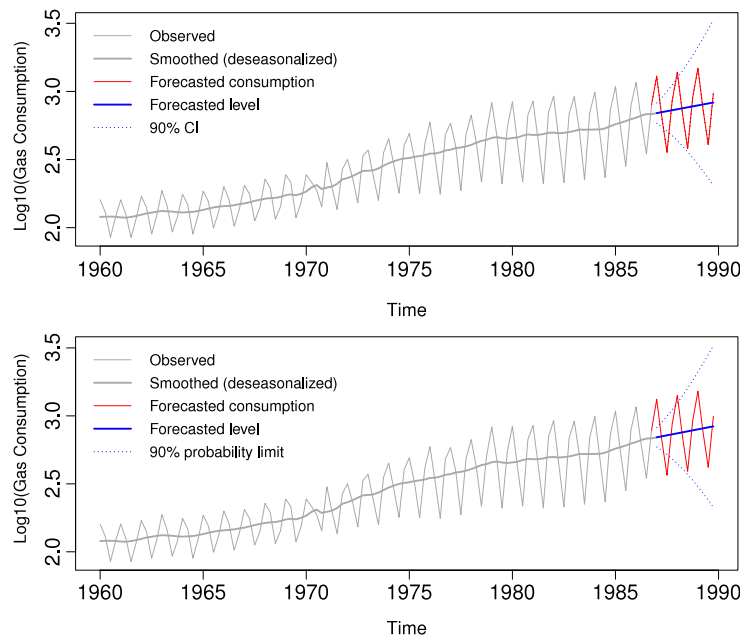 3.5
3.0
2.5
2.0
Log10(Gas Consumption)
Observed
Smoothed (deseasonalized)
Forecasted consumption
Forecasted level
90% CI
1960 1965 1970 1975 1980 1985 1990
Time
3.5
3.0
2.5
2.0
Log10(Gas Consumption)
Observed
Smoothed (deseasonalized)
Forecasted consumption
Forecasted level
90% probability limit
1960 1965 1970 1975 1980 1985 1990
Time